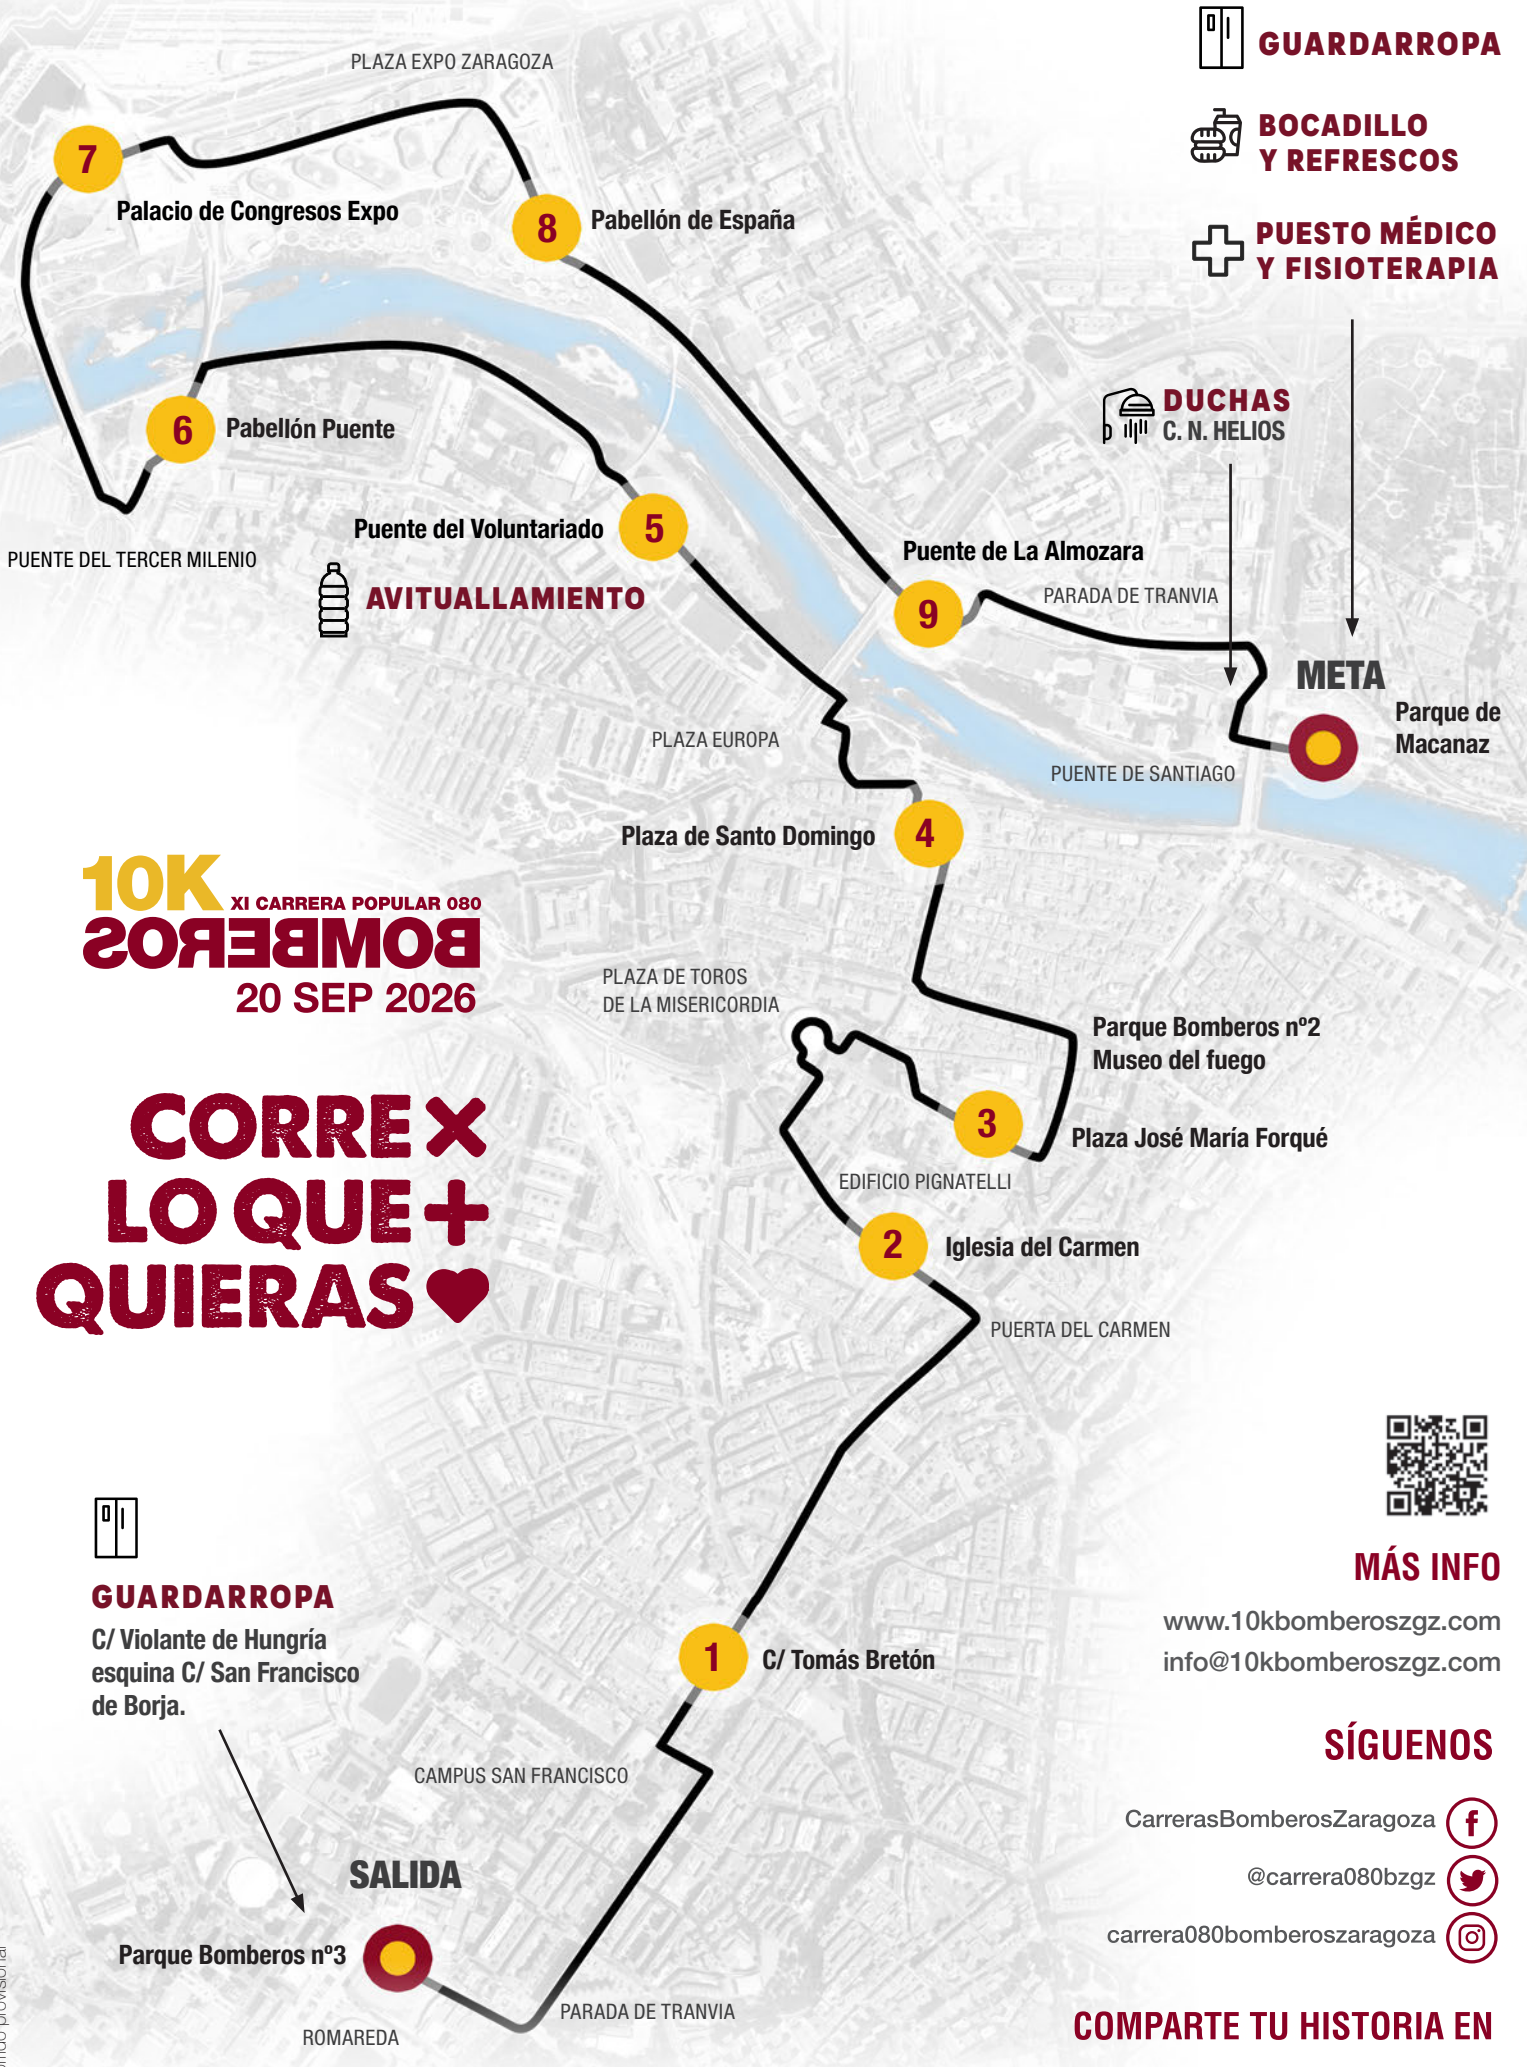 GUARDARROPA
BOCADILLO
Y REFRESCOS
PUESTO MÉDICO
Y FISIOTERAPIA
PLAZA EXPO ZARAGOZA
7
Palacio de Congresos Expo
8
Pabellón de España
DUCHAS
C. N. HELIOS
6
Pabellón Puente
Puente del Voluntariado
5
PUENTE DEL TERCER MILENIO
AVITUALLAMIENTO
Puente de La Almozara
9
PARADA DE TRANVIA
META
Parque de
Macanaz
PLAZA EUROPA
PUENTE DE SANTIAGO
Plaza de Santo Domingo
4
10K
XI CARRERA POPULAR 080
BOMBEROS
20 SEP 2026
PLAZA DE TOROS
DE LA MISERICORDIA
Parque Bomberos nº2
Museo del fuego
3
Plaza José María Forqué
EDIFICIO PIGNATELLI
2
Iglesia del Carmen
PUERTA DEL CARMEN
CORRE X
LO QUE +
QUIERAS
GUARDARROPA
C/ Violante de Hungría
esquina C/ San Francisco
de Borja.
1
C/ Tomás Bretón
CAMPUS SAN FRANCISCO
SALIDA
Parque Bomberos nº3
PARADA DE TRANVIA
ROMAREDA
MÁS INFO
www.10kbomberoszgz.com
info@10kbomberoszgz.com
SÍGUENOS
CarrerasBomberosZaragoza
@carrera080bzgz
carrera080bomberoszaragoza
COMPARTE TU HISTORIA EN
provisional